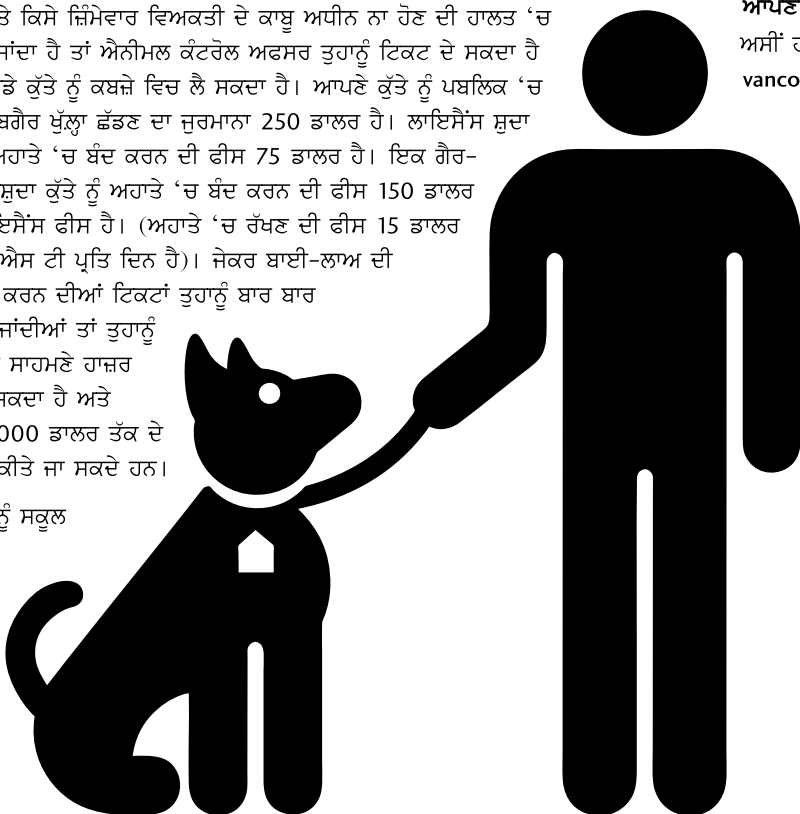 ਤੇ ਕਿਸੇ ਜ਼ਿੰਮੇਵਾਰ ਵਿਅਕਤੀ ਦੇ ਕਾਬੂ ਅਧੀਨ ਨਾ ਹੋਣ ਦੀ ਹਾਲਤ ‘ਚ
ਜਾਂਦਾ ਹੈ ਤਾਂ ਐਨੀਮਲ ਕੰਟਰੋਲ ਅਫਸਰ ਤੁਹਾਨੂੰ ਟਿਕਟ ਦੇ ਸਕਦਾ ਹੈ
ਡੇ ਕੁੱਤੇ ਨੂੰ ਕਬਜ਼ੇ ਵਿਚ ਲੈ ਸਕਦਾ ਹੈ। ਆਪਣੇ ਕੁੱਤੇ ਨੂੰ ਪਬਲਿਕ ‘ਚ
ਬਗੈਰ ਖੁੱਲ੍ਹਾ ਛੱਡਣ ਦਾ ਜੁਰਮਾਨਾ 250 ਡਾਲਰ ਹੈ। ਲਾਇਸੈਂਸ ਸ਼ੁਦਾ
ਅਹਾਤੇ ‘ਚ ਬੰਦ ਕਰਨ ਦੀ ਫੀਸ 75 ਡਾਲਰ ਹੈ। ਇਕ ਗੈਰ-
ਸ਼ੁਦਾ ਕੁੱਤੇ ਨੂੰ ਅਹਾਤੇ ‘ਚ ਬੰਦ ਕਰਨ ਦੀ ਫੀਸ 150 ਡਾਲਰ
ਇਸੈਂਸ ਫੀਸ ਹੈ। (ਅਹਾਤੇ ‘ਚ ਰੱਖਣ ਦੀ ਫੀਸ 15 ਡਾਲਰ
ਐਸ ਟੀ ਪ੍ਰਤਿ ਦਿਨ ਹੈ)। ਜੇਕਰ ਬਾਈ-ਲਾਅ ਦੀ
ਕਰਨ ਦੀਆਂ ਟਿਕਟਾਂ ਤੁਹਾਨੂੰ ਬਾਰ ਬਾਰ
ਜਾਂਦੀਆਂ ਤਾਂ ਤੁਹਾਨੂੰ
ਸਾਹਮਣੇ ਹਾਜ਼ਰ
ਸਕਦਾ ਹੈ ਅਤੇ
000 ਡਾਲਰ ਤੱਕ ਦੇ
ਕੀਤੇ ਜਾ ਸਕਦੇ ਹਨ।
ਨੂੰ ਸਕੂਲ
ਆਪਣ
ਅਸੀਂ ਹ
vanco